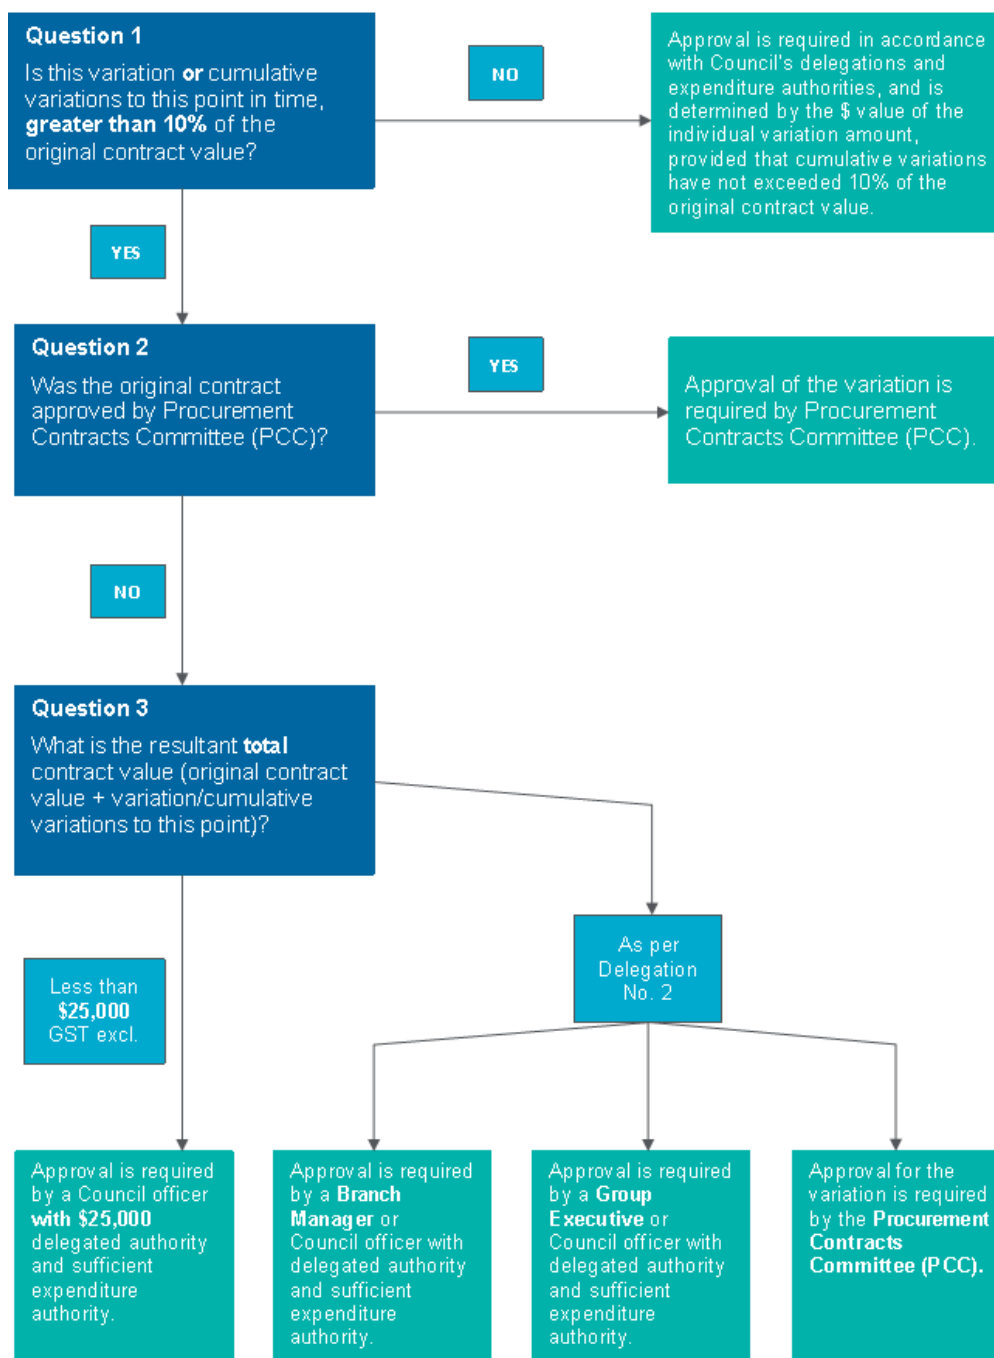 Question 1
Is this variation or cumulative
variations to this point in time,
greater than 10% of the
original contract value?
NO
Approval is required in accordance
with Council's delegations and
expenditure authorities, and is
determined by the $ value of the
individual variation amount,
provided that cumulative variations
have not exceeded 10% of the
original contract value.
YES
Question 2
Was the original contract
approved by Procurement
Contracts Committee (PCC)?
YES
Approval of the variation is
required by Procurement
Contracts Committee (PCC).
NO
Question 3
What is the resultant total
contract value (original contract
value + variation/cumulative
variations to this point)?
Less than
$25,000
GST excl.
As per
Delegation
No. 2
Approval is required
by a Council officer
with $25,000
delegated authority
and sufficient
expenditure
authority.
Approval is required
by a Branch
Manager or
Council officer with
delegated authority
and sufficient
expenditure
authority.
Approval is required
by a Group
Executive or
Council officer with
delegated authority
and sufficient
expenditure
authority.
Approval for the
variation is required
by the Procurement
Contracts
Committee (PCC).